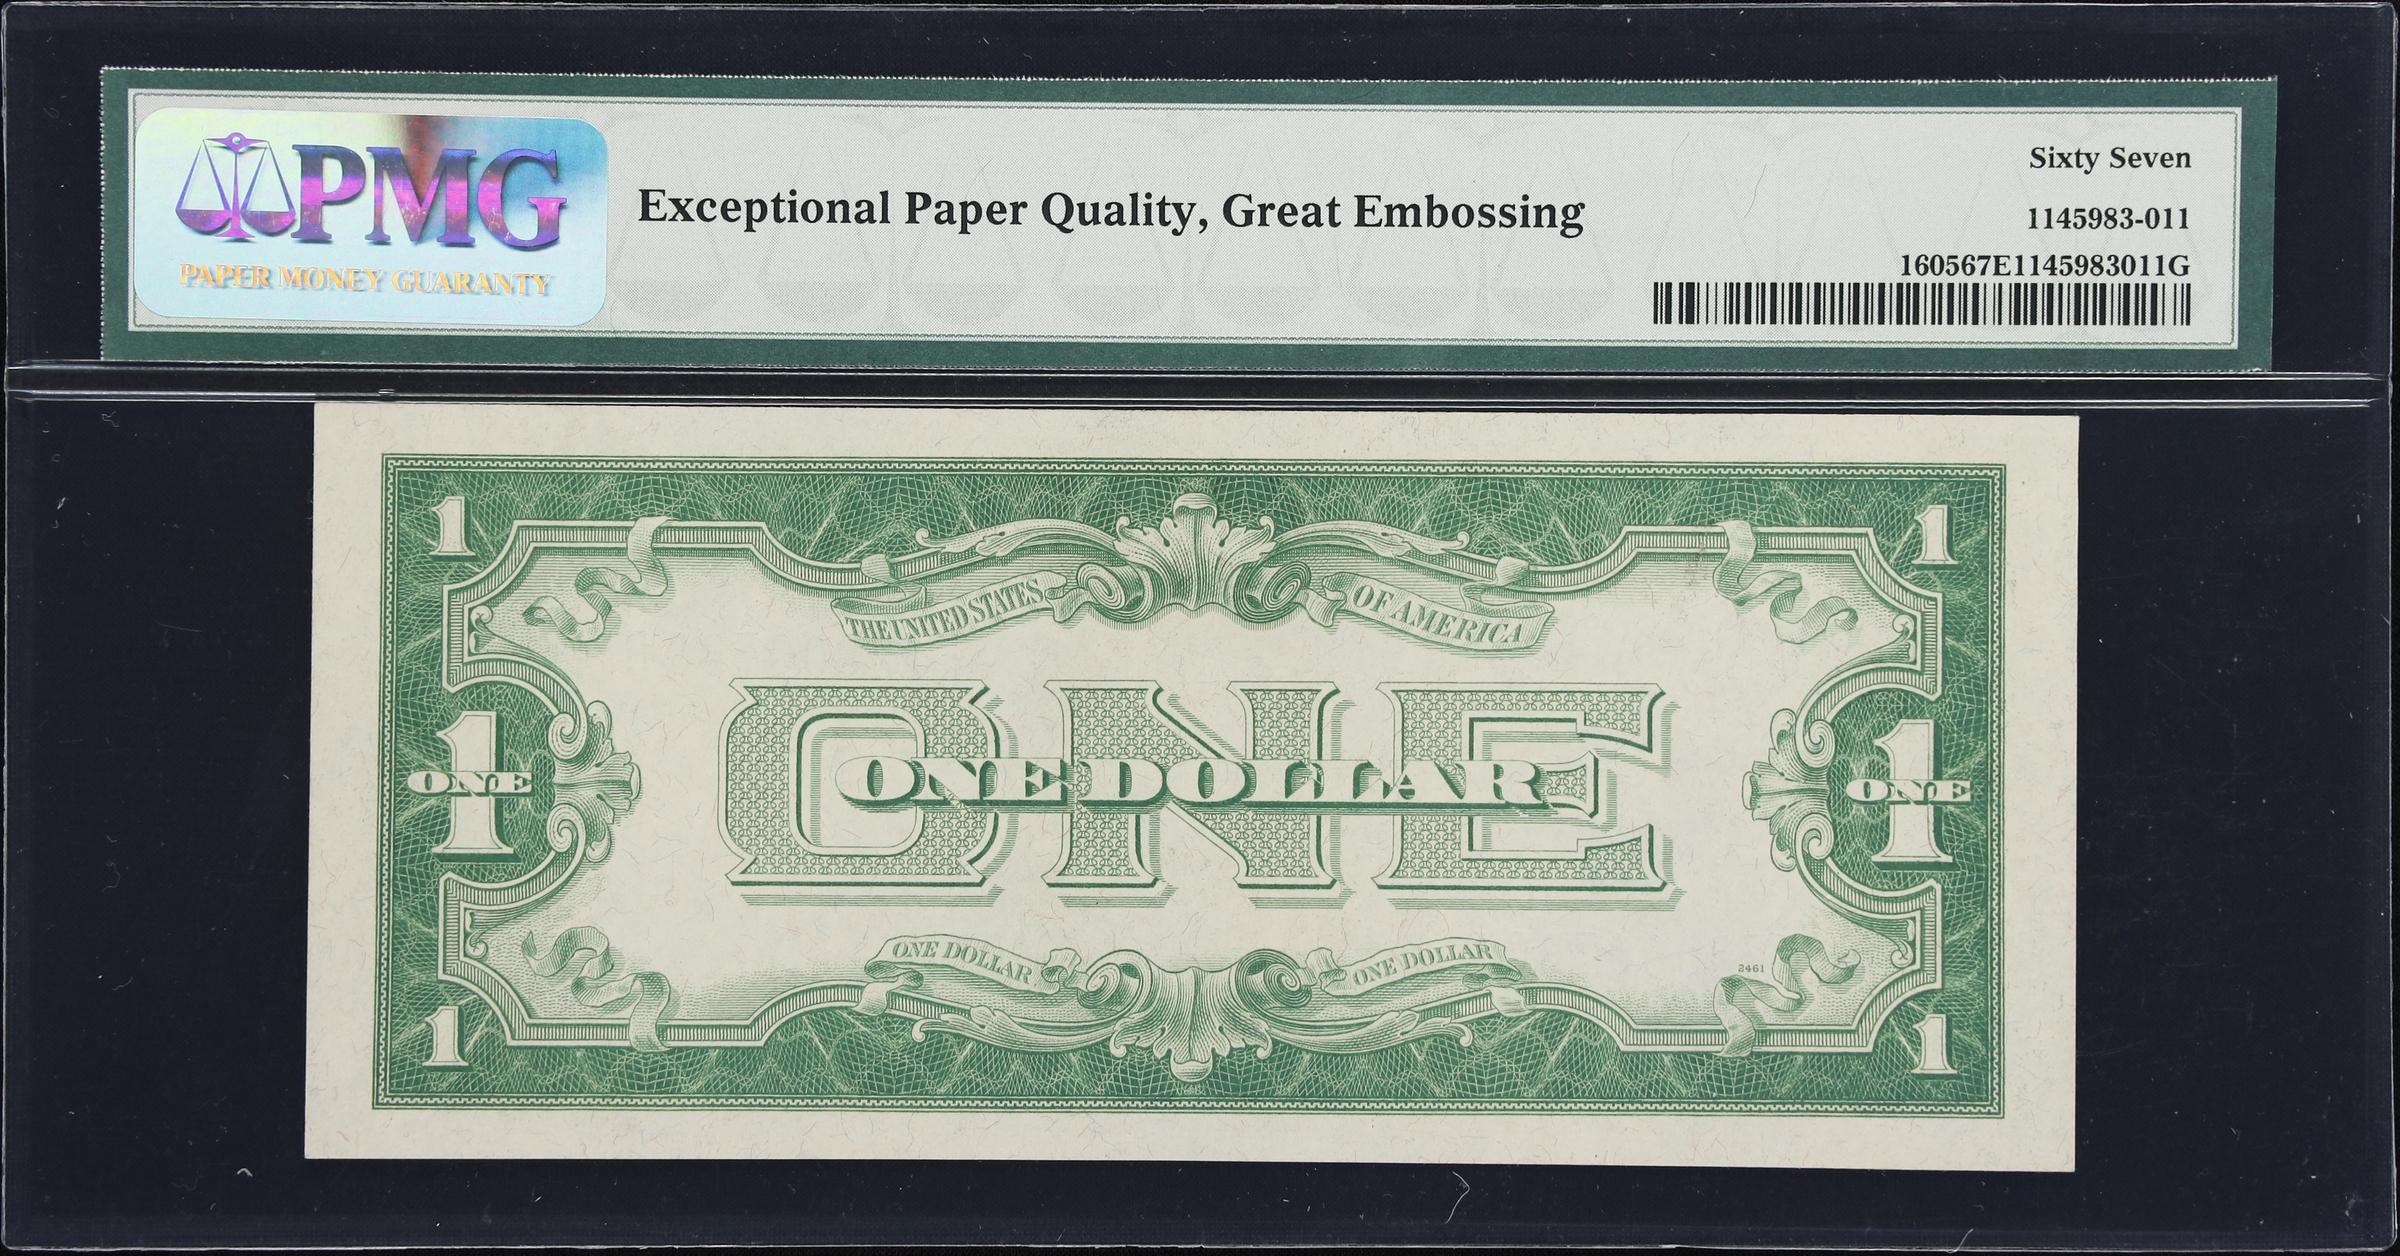 PMG
PAPER MONEY GUARANTY
Exceptional Paper Quality, Great Embossing
Sixty Seven
1145983-011
160567E1145983011G
1
1
THE UNITED STATES
OF AMERICA
ONE
ONE DOLLAR
1
ONE
1
ONE
ONE DOLLAR
ONE DOLLAR
2461
1
1